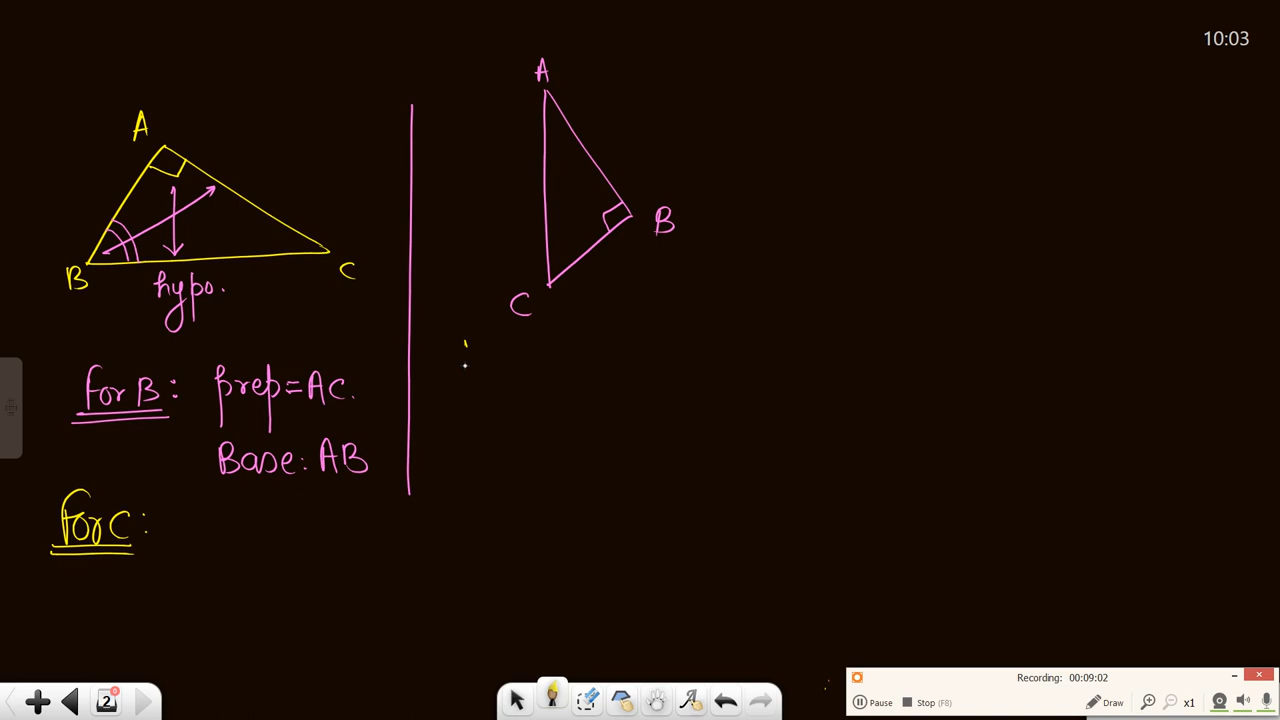 10:03
A
B
C
hypo.
A
B
C
for B : prep = AC.
Base : AB
for C :
2
0
Recording: 00:09:02
Pause
Stop (F8)
Draw
x1